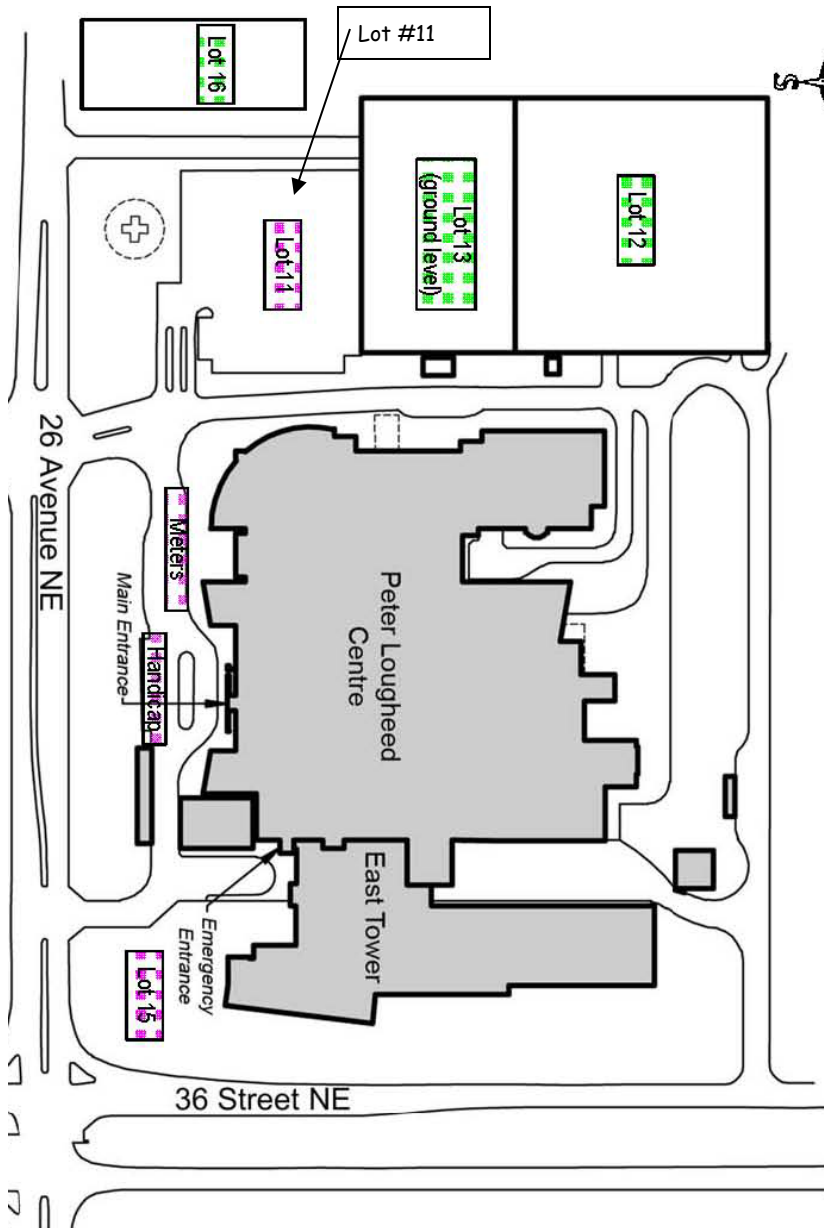 Lot #11
Lot 16
S
Lot 13
(ground level)
Lot 12
Lot 11
26 Avenue NE
Meters
Main Entrance
Handicap
Peter Lougheed
Centre
East Tower
Emergency
Entrance
Lot 15
36 Street NE